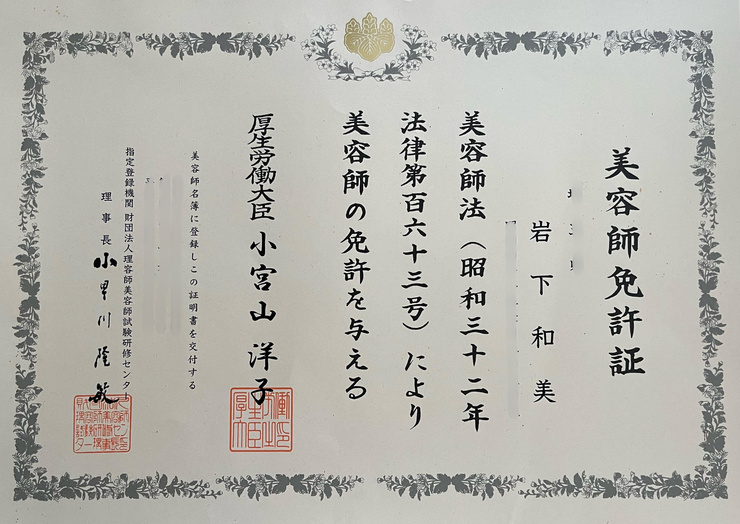 美容師免許証
岩下和美
美容師法（昭和三十二年
法律第百六十三号）により
美容師の免許を与える
厚生労働大臣 小宮山洋子
美容師名簿に登録しこの証明書を交付する
指定登録機関 財団法人理容師美容師試験研修センター
理事長